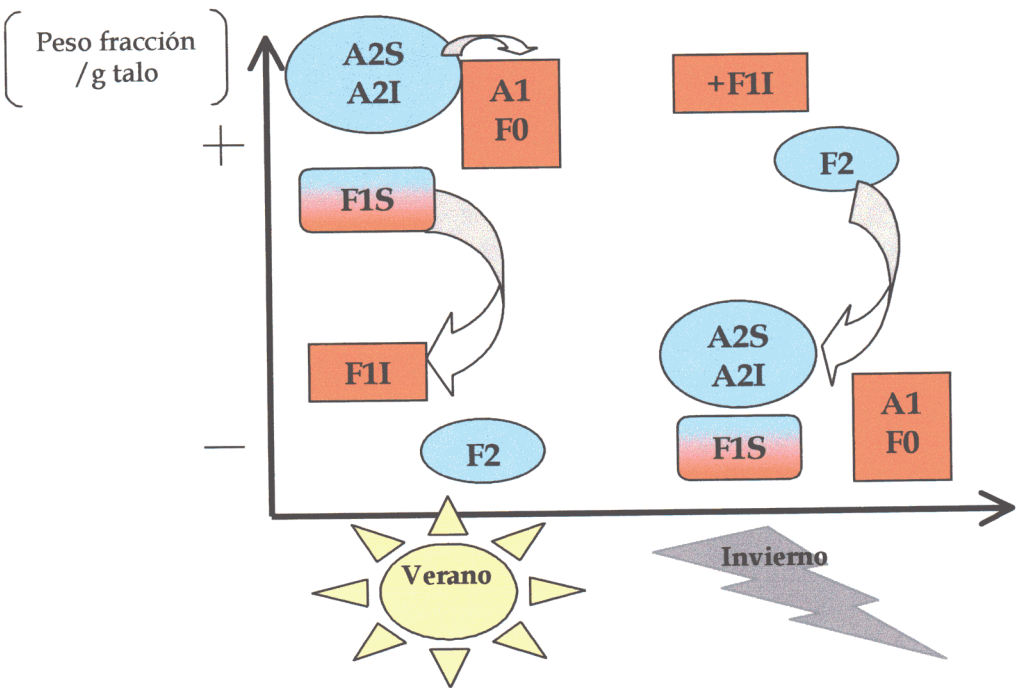 Peso fracción
/g talo
+
−
A2S
A2I
A1
F0
F1S
F1I
F2
+F1I
F2
A2S
A2I
F1S
A1
F0
Verano
Invierno